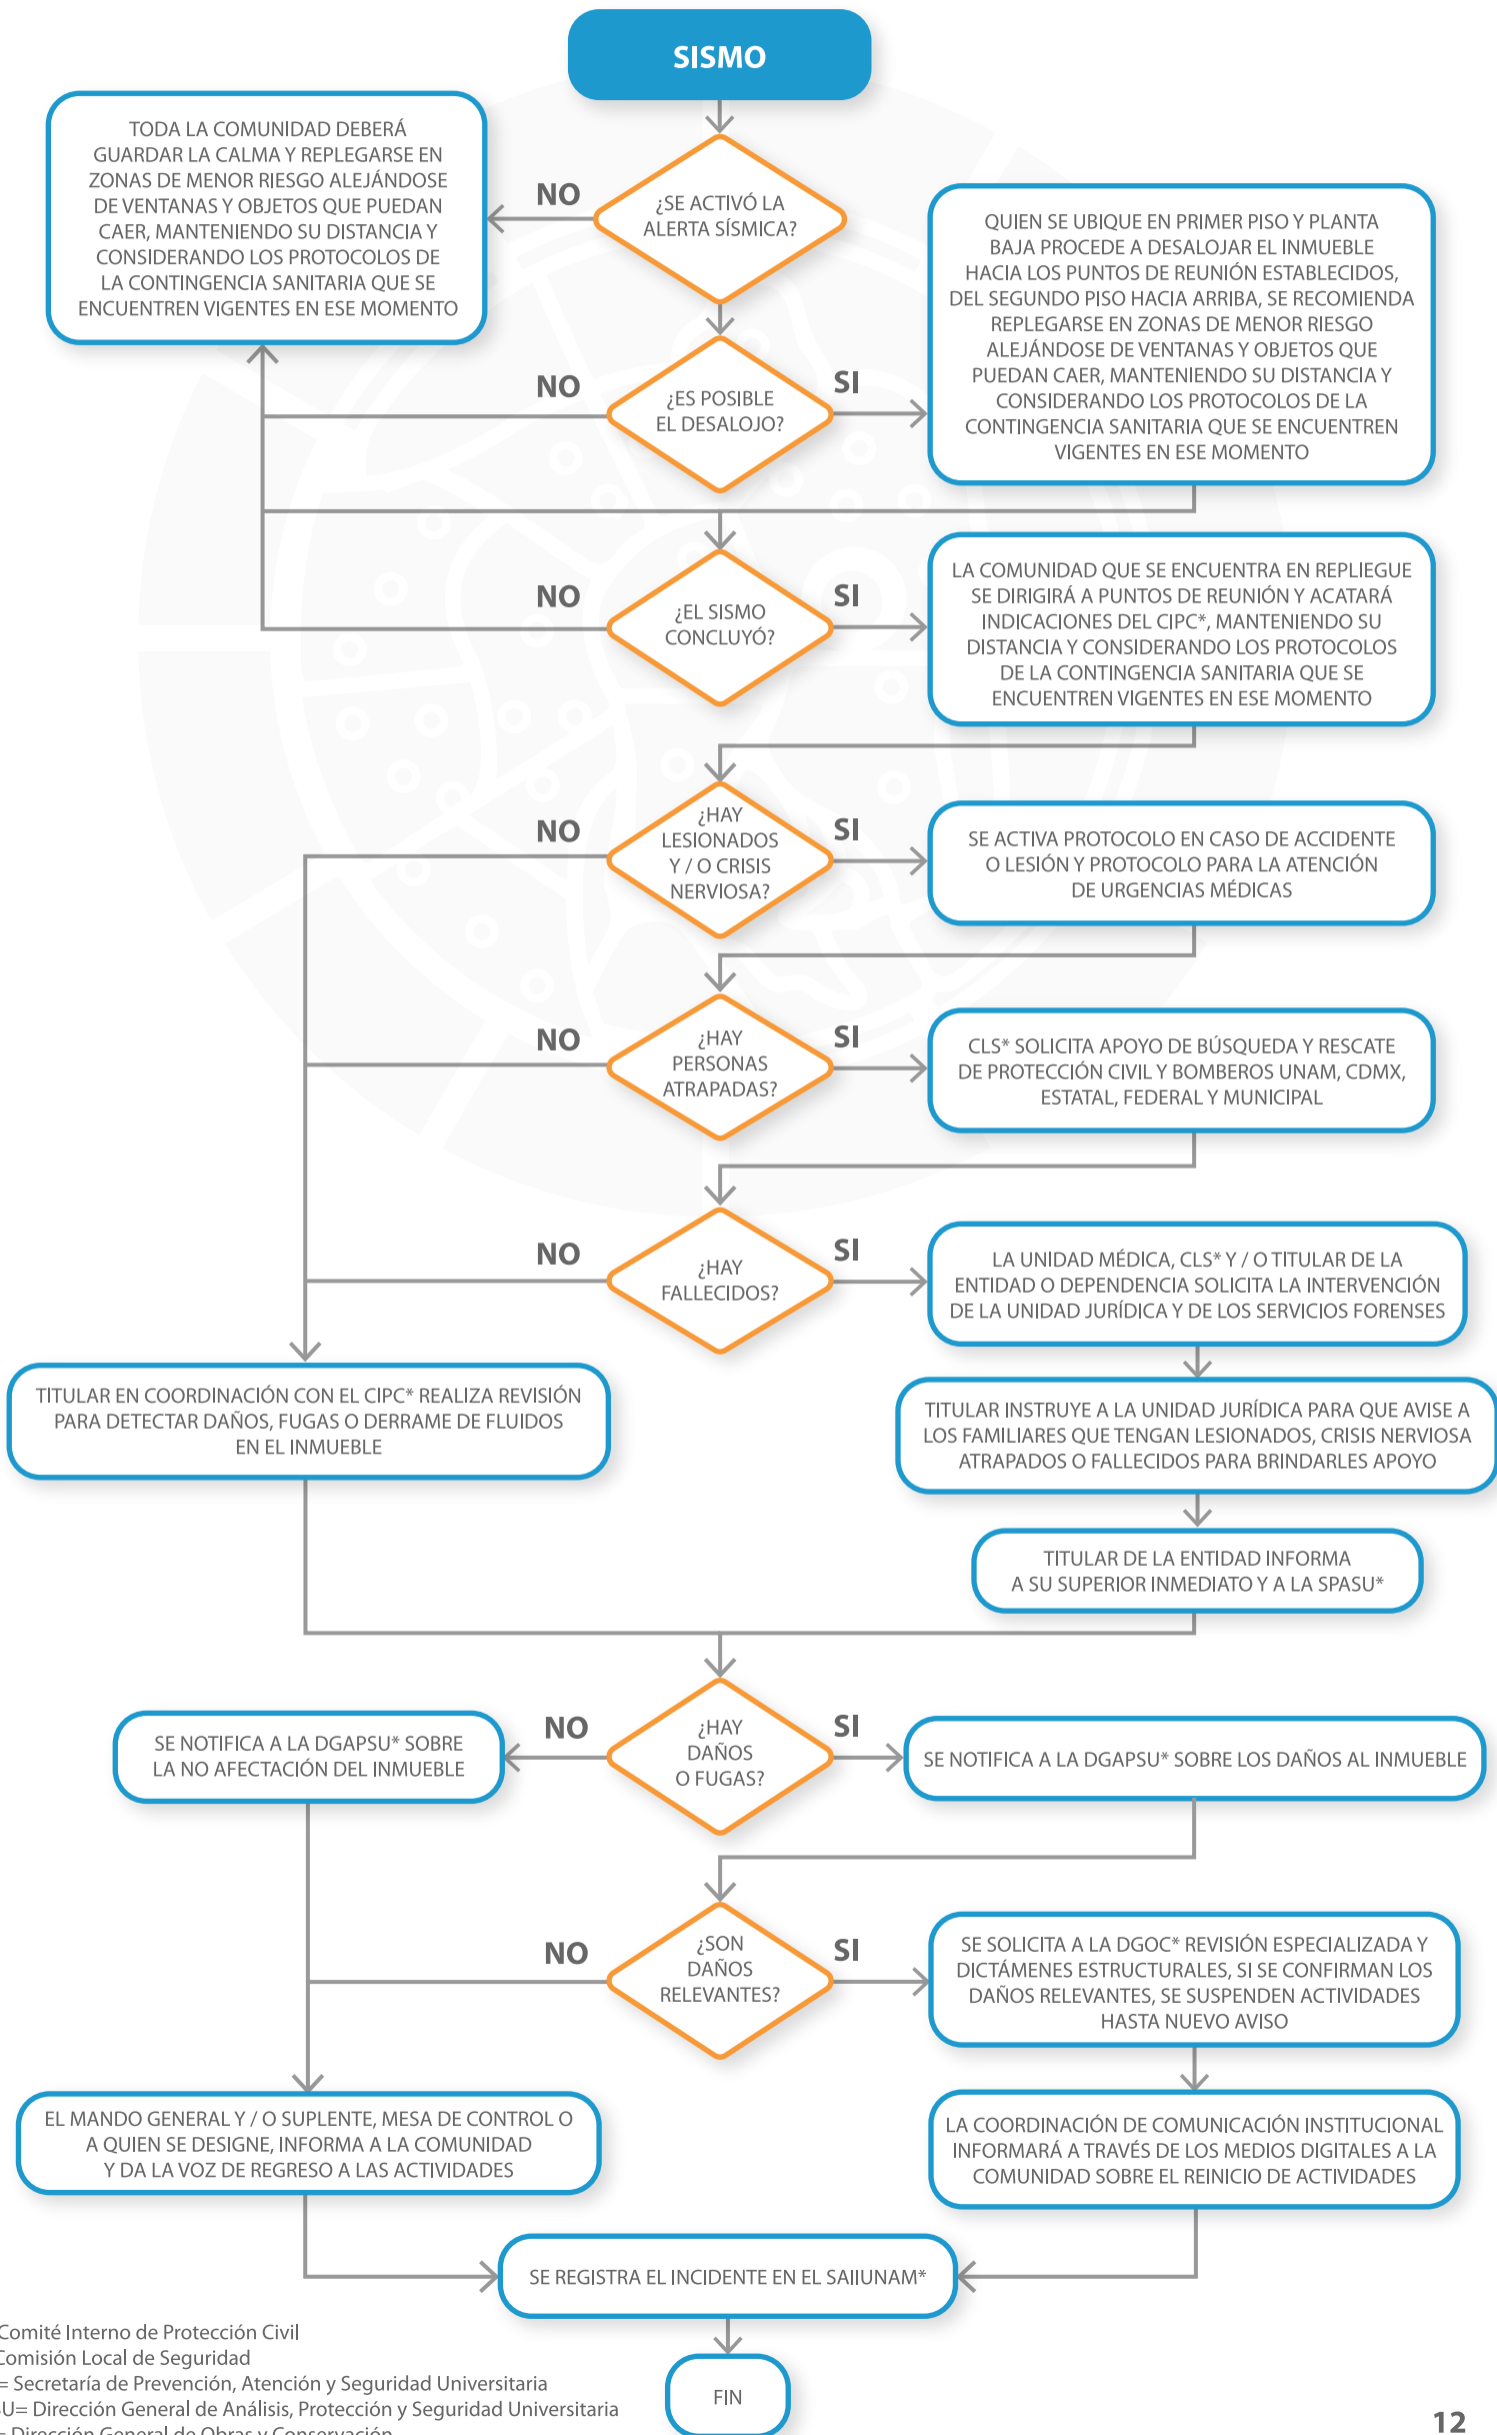 SISMO
TODA LA COMUNIDAD DEBERÁ
GUARDAR LA CALMA Y REPLEGARSE EN
ZONAS DE MENOR RIESGO ALEJÁNDOSE
DE VENTANAS Y OBJETOS QUE PUEDAN
CAER, MANTENIENDO SU DISTANCIA Y
CONSIDERANDO LOS PROTOCOLOS DE
LA CONTINGENCIA SANITARIA QUE SE
ENCUENTREN VIGENTES EN ESE MOMENTO
NO
¿SE ACTIVÓ LA
ALERTA SÍSMICA?
QUIEN SE UBIQUE EN PRIMER PISO Y PLANTA
BAJA PROCEDE A DESALOJAR EL INMUEBLE
HACIA LOS PUNTOS DE REUNIÓN ESTABLECIDOS,
DEL SEGUNDO PISO HACIA ARRIBA, SE RECOMIENDA
REPLEGARSE EN ZONAS DE MENOR RIESGO
ALEJÁNDOSE DE VENTANAS Y OBJETOS QUE
PUEDAN CAER, MANTENIENDO SU DISTANCIA Y
CONSIDERANDO LOS PROTOCOLOS DE LA
CONTINGENCIA SANITARIA QUE SE ENCUENTREN
VIGENTES EN ESE MOMENTO
NO
¿ES POSIBLE
EL DESALOJO?
SI
NO
¿EL SISMO
CONCLUYÓ?
SI
LA COMUNIDAD QUE SE ENCUENTRA EN REPLIEGUE
SE DIRIGIRÁ A PUNTOS DE REUNIÓN Y ACATARÁ
INDICACIONES DEL CIPC*, MANTENIENDO SU
DISTANCIA Y CONSIDERANDO LOS PROTOCOLOS
DE LA CONTINGENCIA SANITARIA QUE SE
ENCUENTREN VIGENTES EN ESE MOMENTO
NO
¿HAY
LESIONADOS
Y / O CRISIS
NERVIOSA?
SI
SE ACTIVA PROTOCOLO EN CASO DE ACCIDENTE
O LESIÓN Y PROTOCOLO PARA LA ATENCIÓN
DE URGENCIAS MÉDICAS
NO
¿HAY
PERSONAS
ATRAPADAS?
SI
CLS* SOLICITA APOYO DE BÚSQUEDA Y RESCATE
DE PROTECCIÓN CIVIL Y BOMBEROS UNAM, CDMX,
ESTATAL, FEDERAL Y MUNICIPAL
NO
¿HAY
FALLECIDOS?
SI
LA UNIDAD MÉDICA, CLS* Y / O TITULAR DE LA
ENTIDAD O DEPENDENCIA SOLICITA LA INTERVENCIÓN
DE LA UNIDAD JURÍDICA Y DE LOS SERVICIOS FORENSES
TITULAR EN COORDINACIÓN CON EL CIPC* REALIZA REVISIÓN
PARA DETECTAR DAÑOS, FUGAS O DERRAME DE FLUIDOS
EN EL INMUEBLE
TITULAR INSTRUYE A LA UNIDAD JURÍDICA PARA QUE AVISE A
LOS FAMILIARES QUE TENGAN LESIONADOS, CRISIS NERVIOSA
ATRAPADOS O FALLECIDOS PARA BRINDARLES APOYO
TITULAR DE LA ENTIDAD INFORMA
A SU SUPERIOR INMEDIATO Y A LA SPASU*
SE NOTIFICA A LA DGAPSU* SOBRE
LA NO AFECTACIÓN DEL INMUEBLE
NO
¿HAY
DAÑOS
O FUGAS?
SI
SE NOTIFICA A LA DGAPSU* SOBRE LOS DAÑOS AL INMUEBLE
NO
¿SON
DAÑOS
RELEVANTES?
SI
SE SOLICITA A LA DGOC* REVISIÓN ESPECIALIZADA Y
DICTÁMENES ESTRUCTURALES, SI SE CONFIRMAN LOS
DAÑOS RELEVANTES, SE SUSPENDEN ACTIVIDADES
HASTA NUEVO AVISO
EL MANDO GENERAL Y / O SUPLENTE, MESA DE CONTROL O
A QUIEN SE DESIGNE, INFORMA A LA COMUNIDAD
Y DA LA VOZ DE REGRESO A LAS ACTIVIDADES
LA COORDINACIÓN DE COMUNICACIÓN INSTITUCIONAL
INFORMARÁ A TRAVÉS DE LOS MEDIOS DIGITALES A LA
COMUNIDAD SOBRE EL REINICIO DE ACTIVIDADES
SE REGISTRA EL INCIDENTE EN EL SAIIUNAM*
FIN
Comité Interno de Protección Civil
Comisión Local de Seguridad
= Secretaría de Prevención, Atención y Seguridad Universitaria
SU= Dirección General de Análisis, Protección y Seguridad Universitaria
= Dirección General de Obras y Conservación
12